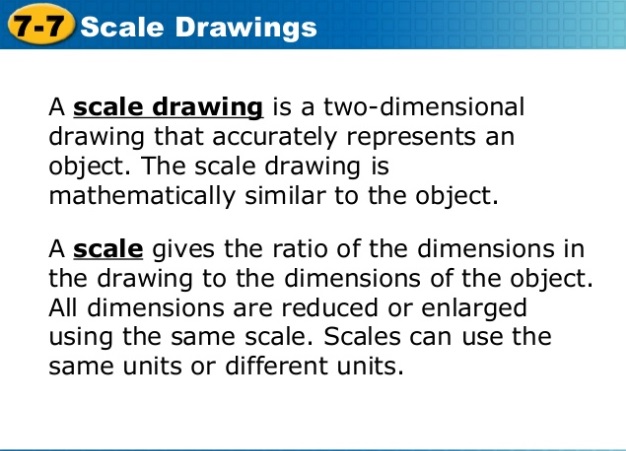 7-7 Scale Drawings
A scale drawing is a two-dimensional
drawing that accurately represents an
object. The scale drawing is
mathematically similar to the object.
A scale gives the ratio of the dimensions in
the drawing to the dimensions of the object.
All dimensions are reduced or enlarged
using the same scale. Scales can use the
same units or different units.